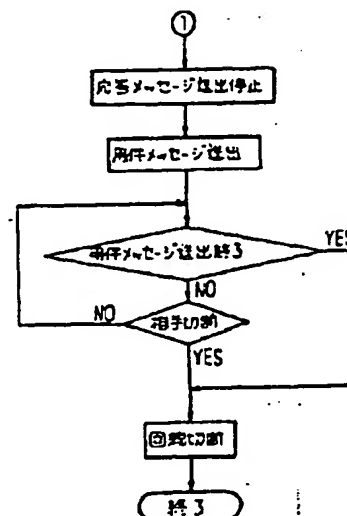 ①
応答メッセージ送出停止
用件メッセージ送出
用件メッセージ送出終了
YES
NO
相手切断
NO
YES
回線切断
終了